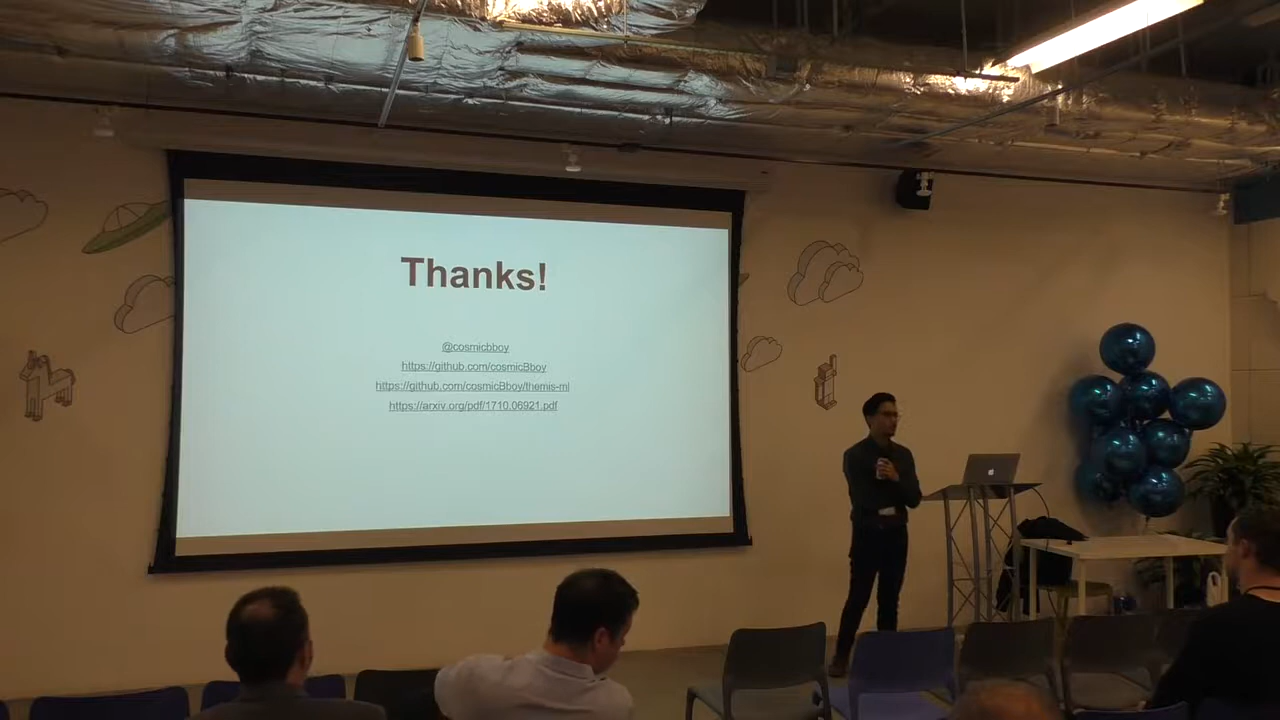 Thanks!
@cosmicbboy
https://github.com/cosmicBboy
https://github.com/cosmicBboy/themis-ml
https://arxiv.org/pdf/1710.06921.pdf